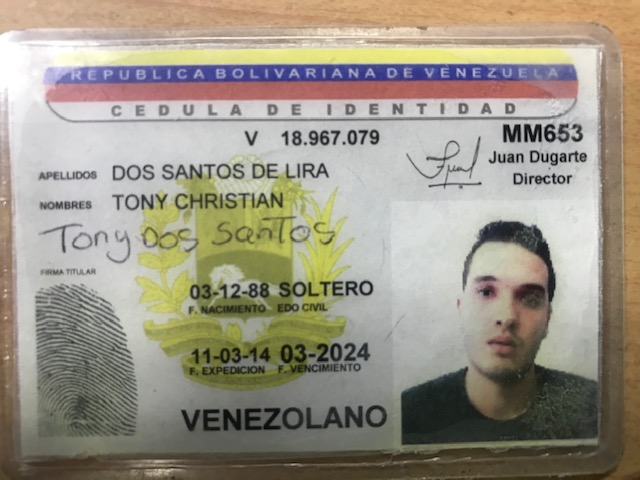 REPUBLICA BOLIVARIANA DE VENEZUELA
CEDULA DE IDENTIDAD
V 18.967.079
MM653
Juan Dugarte
Director
APELLIDOS DOS SANTOS DE LIRA
NOMBRES TONY CHRISTIAN
Tony Dos Santos
FIRMA TITULAR
03-12-88 SOLTERO
F. NACIMIENTO EDO CIVIL
11-03-14 03-2024
F. EXPEDICION F. VENCIMIENTO
VENEZOLANO